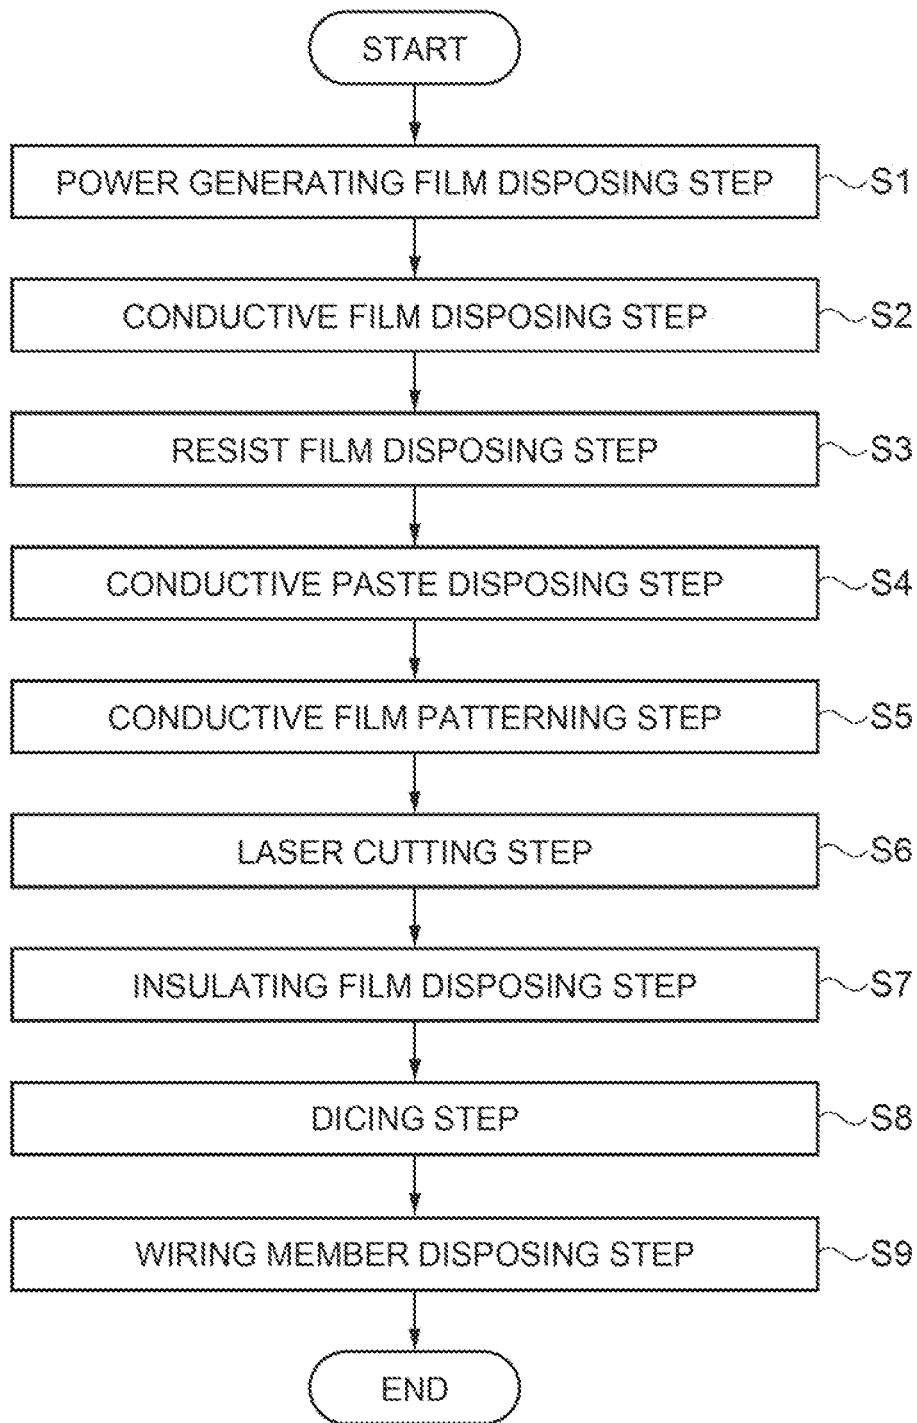 START
POWER GENERATING FILM DISPOSING STEP S1
CONDUCTIVE FILM DISPOSING STEP S2
RESIST FILM DISPOSING STEP S3
CONDUCTIVE PASTE DISPOSING STEP S4
CONDUCTIVE FILM PATTERNING STEP S5
LASER CUTTING STEP S6
INSULATING FILM DISPOSING STEP S7
DICING STEP S8
WIRING MEMBER DISPOSING STEP S9
END